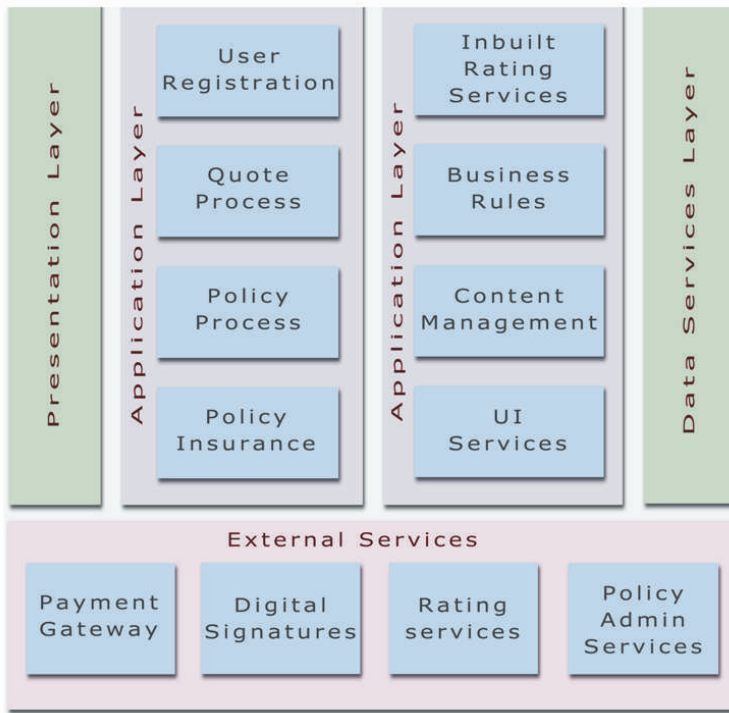 Presentation Layer
Application Layer
User
Registration
Quote
Process
Policy
Process
Policy
Insurance
Application Layer
Inbuilt
Rating
Services
Business
Rules
Content
Management
UI
Services
Data Services Layer
External Services
Payment
Gateway
Digital
Signatures
Rating
services
Policy
Admin
Services